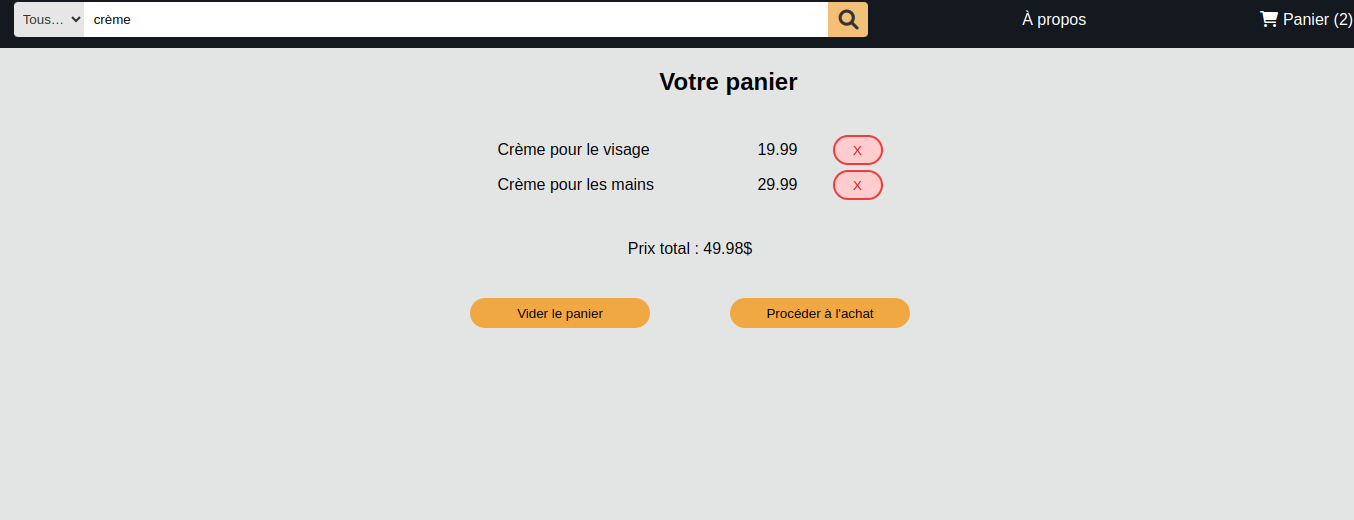 Tous… crème À propos Panier (2)
Votre panier
Crème pour le visage 19.99 X
Crème pour les mains 29.99 X
Prix total : 49.98$
Vider le panier Procéder à l'achat